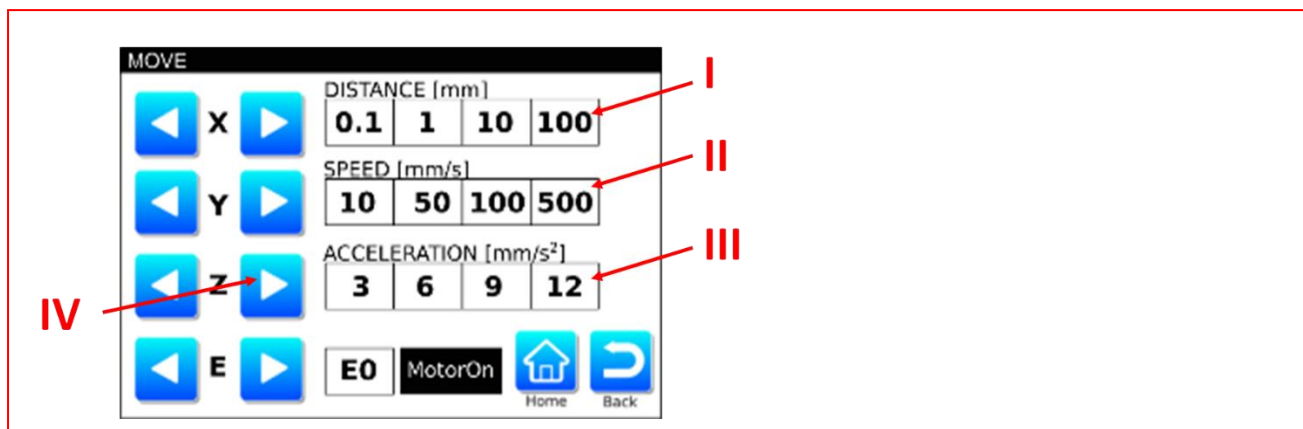 MOVE
DISTANCE [mm]
I
X
0.1 1 10 100
II
SPEED [mm/s]
Y
10 50 100 500
III
ACCELERATION [mm/s²]
IV
Z
3 6 9 12
E
E0 MotorOn
Home Back